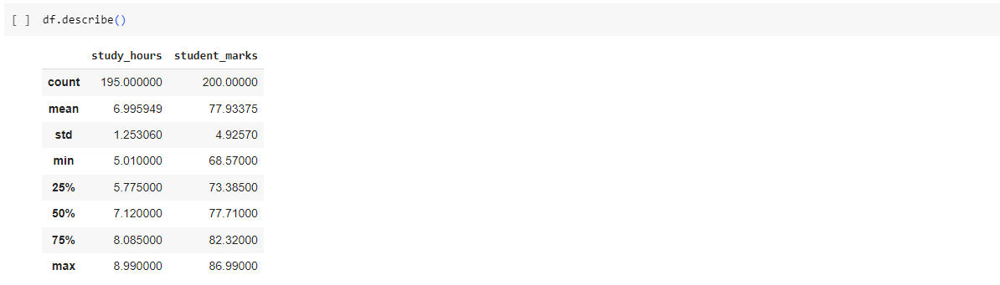 [ ] df.describe()
study_hours student_marks
count 195.000000 200.00000
mean 6.995949 77.93375
std 1.253060 4.92570
min 5.010000 68.57000
25% 5.775000 73.38500
50% 7.120000 77.71000
75% 8.085000 82.32000
max 8.990000 86.99000